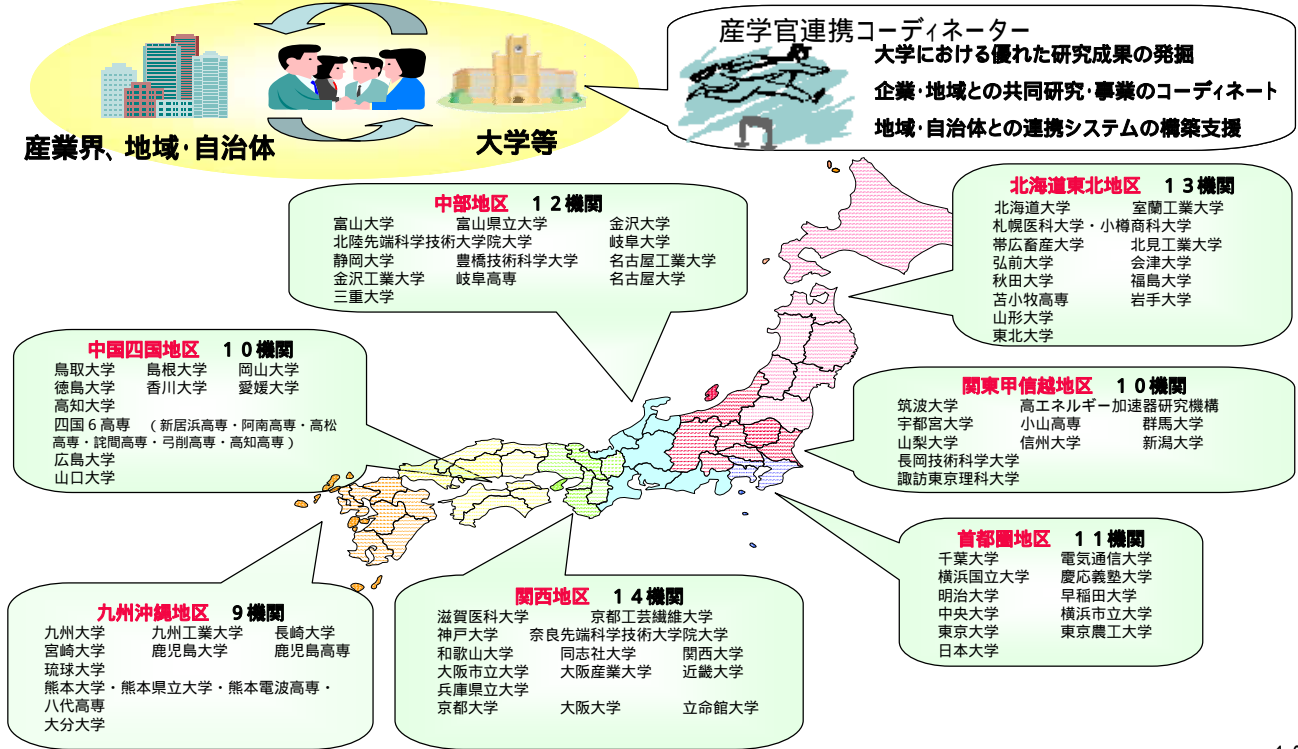 産学官連携コーディネーター
大学における優れた研究成果の発掘
企業・地域との共同研究・事業のコーディネート
地域・自治体との連携システムの構築支援
産業界、地域・自治体
大学等
中部地区 12機関
富山大学 富山県立大学 金沢大学
北陸先端科学技術大学院大学 岐阜大学
静岡大学 豊橋技術科学大学 名古屋工業大学
金沢工業大学 岐阜高専 名古屋大学
三重大学
北海道東北地区 13機関
北海道大学 室蘭工業大学
札幌医科大学・小樽商科大学
帯広畜産大学 北見工業大学
弘前大学 会津大学
秋田大学 福島大学
苫小牧高専 岩手大学
山形大学
東北大学
中国四国地区 10機関
鳥取大学 島根大学 岡山大学
徳島大学 香川大学 愛媛大学
高知大学
四国6高専 (新居浜高専・阿南高専・高松
高専・詫間高専・弓削高専・高知高専)
広島大学
山口大学
関東甲信越地区 10機関
筑波大学 高エネルギー加速器研究機構
宇都宮大学 小山高専 群馬大学
山梨大学 信州大学 新潟大学
長岡技術科学大学
諏訪東京理科大学
首都圏地区 11機関
千葉大学 電気通信大学
横浜国立大学 慶応義塾大学
明治大学 早稲田大学
中央大学 横浜市立大学
東京大学 東京農工大学
日本大学
九州沖縄地区 9機関
九州大学 九州工業大学 長崎大学
宮崎大学 鹿児島大学 鹿児島高専
琉球大学
熊本大学・熊本県立大学・熊本電波高専・
八代高専
大分大学
関西地区 14機関
滋賀医科大学 京都工芸繊維大学
神戸大学 奈良先端科学技術大学院大学
和歌山大学 同志社大学 関西大学
大阪市立大学 大阪産業大学 近畿大学
兵庫県立大学
京都大学 大阪大学 立命館大学